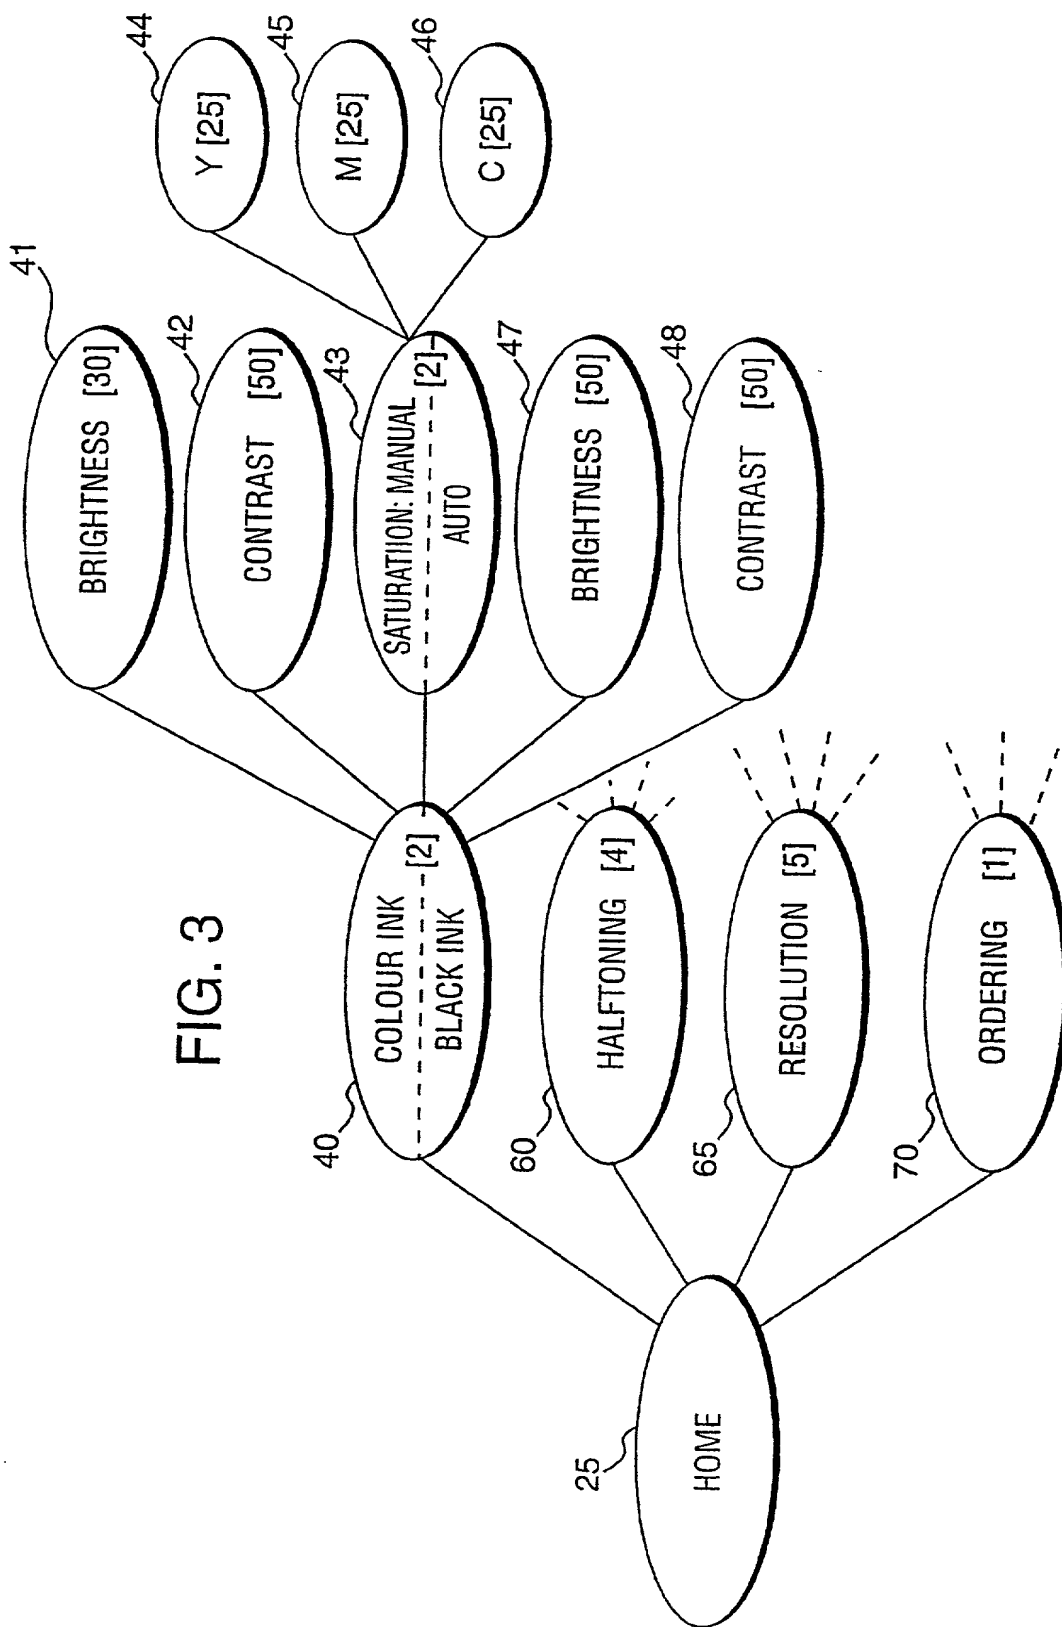 FIG. 3
41
BRIGHTNESS [30]
42
CONTRAST [50]
43
SATURATIION: MANUAL
[2]
AUTO
44
Y [25]
45
M [25]
46
C [25]
47
BRIGHTNESS [50]
48
CONTRAST [50]
40
COLOUR INK
[2]
BLACK INK
60
HALFTONING [4]
65
RESOLUTION [5]
70
ORDERING [1]
25
HOME